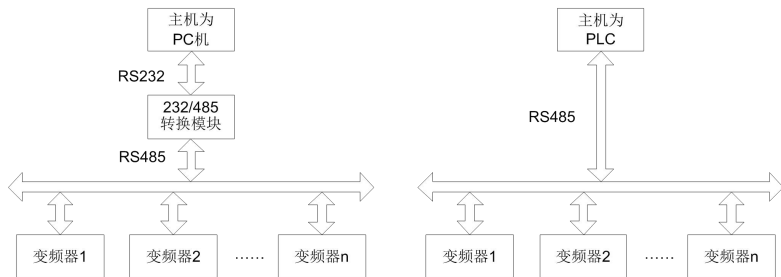 主机为
PC机
RS232
232/485
转换模块
RS485
变频器1
变频器2
……
变频器n
主机为
PLC
RS485
变频器1
变频器2
……
变频器n